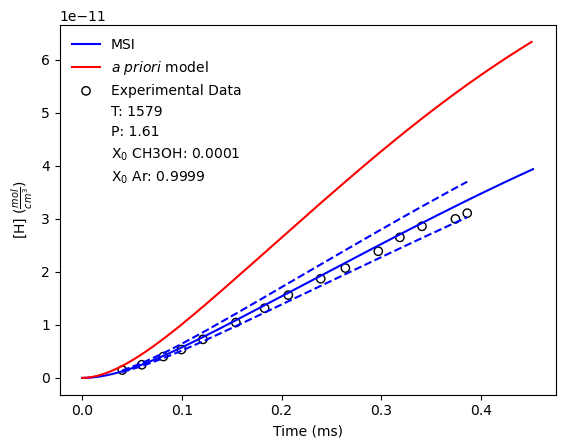 1e−11
MSI
a priori model
Experimental Data
T: 1579
P: 1.61
X₀ CH3OH: 0.0001
X₀ Ar: 0.9999
6
5
4
3
2
1
0
[H] (mol/cm³)
0.0 0.1 0.2 0.3 0.4
Time (ms)